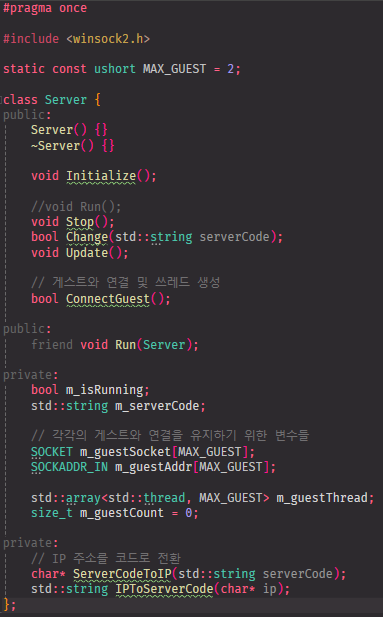 #pragma once
#include <winsock2.h>
static const ushort MAX_GUEST = 2;
class Server {
public:
    Server() {}
    ~Server() {}
    void Initialize();
    //void Run();
    void Stop();
    bool Change(std::string serverCode);
    void Update();
    // 게스트와 연결 및 쓰레드 생성
    bool ConnectGuest();
public:
    friend void Run(Server);
private:
    bool m_isRunning;
    std::string m_serverCode;
    // 각각의 게스트와 연결을 유지하기 위한 변수들
    SOCKET m_guestSocket[MAX_GUEST];
    SOCKADDR_IN m_guestAddr[MAX_GUEST];
    std::array<std::thread, MAX_GUEST> m_guestThread;
    size_t m_guestCount = 0;
private:
    // IP 주소를 코드로 전환
    char* ServerCodeToIP(std::string serverCode);
    std::string IPToServerCode(char* ip);
};